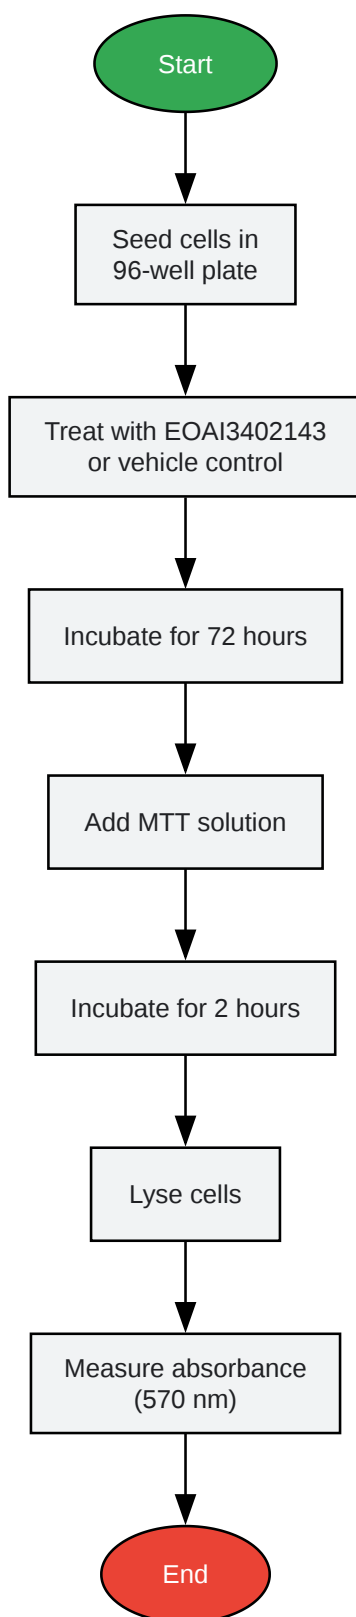 Start
Seed cells in
96-well plate
Treat with EOAI3402143
or vehicle control
Incubate for 72 hours
Add MTT solution
Incubate for 2 hours
Lyse cells
Measure absorbance
(570 nm)
End